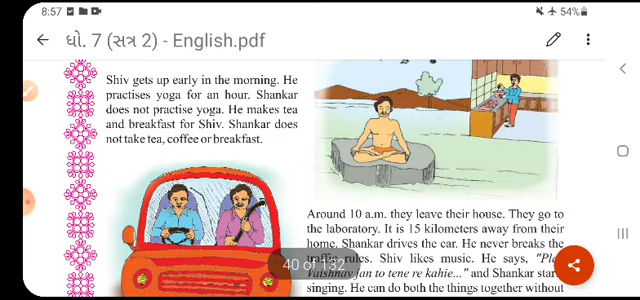 8:57
54%
ધો. 7 (સત્ર 2) - English.pdf
Shiv gets up early in the morning. He
practises yoga for an hour. Shankar
does not practise yoga. He makes tea
and breakfast for Shiv. Shankar does
not take tea, coffee or breakfast.
Around 10 a.m. they leave their house. They go to
the laboratory. It is 15 kilometers away from their
home. Shankar drives the car. He never breaks the
traffic rules. Shiv likes music. He says,
Vaishnav jan to tene re kahie..." and Shankar
singing. He can do both the things together without
40 of 132